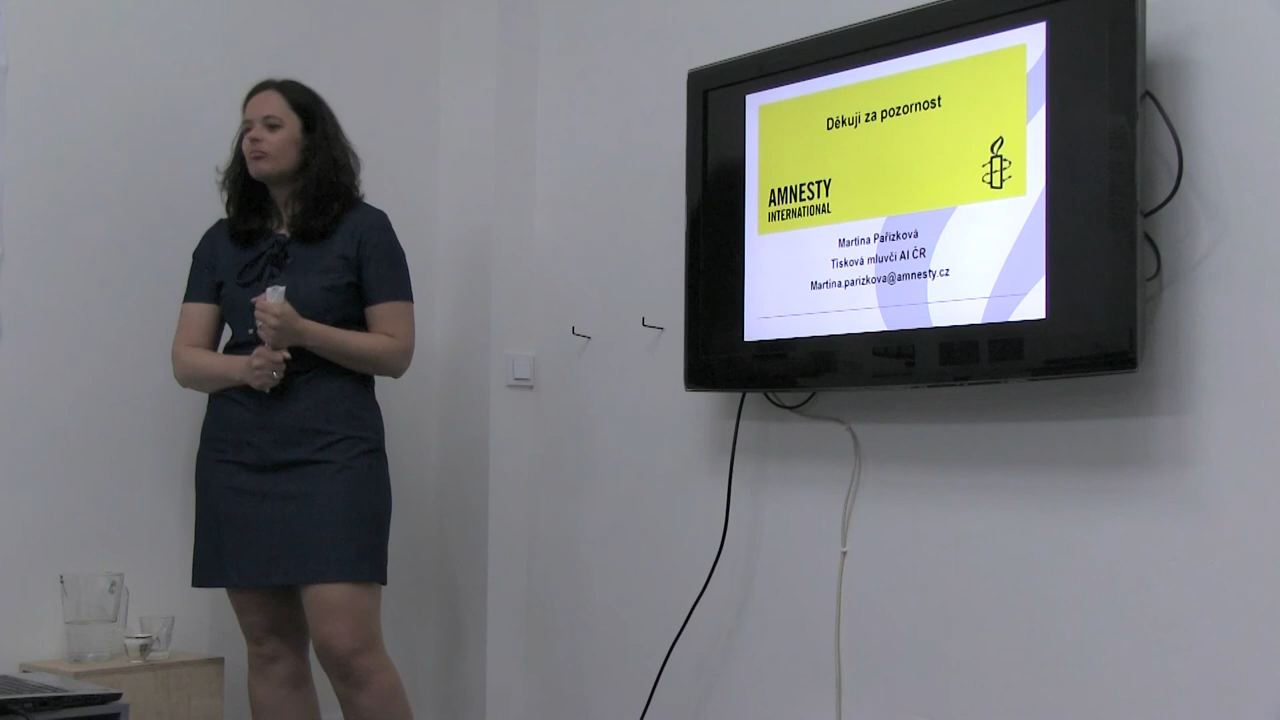 Děkuji za pozornost
AMNESTY
INTERNATIONAL
Martina Pařízková
Tisková mluvčí AI ČR
Martina.parizkova@amnesty.cz